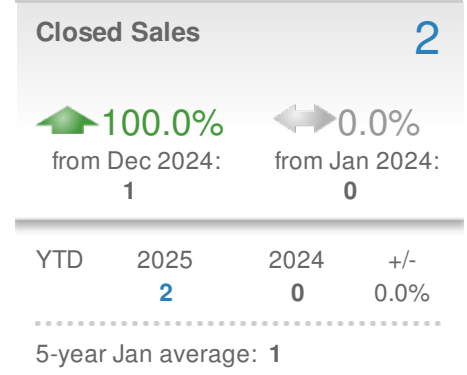 Closed Sales 2
100.0% 0.0%
from Dec 2024: from Jan 2024:
1 0
YTD 2025 2024 +/-
2 0 0.0%
5-year Jan average: 1